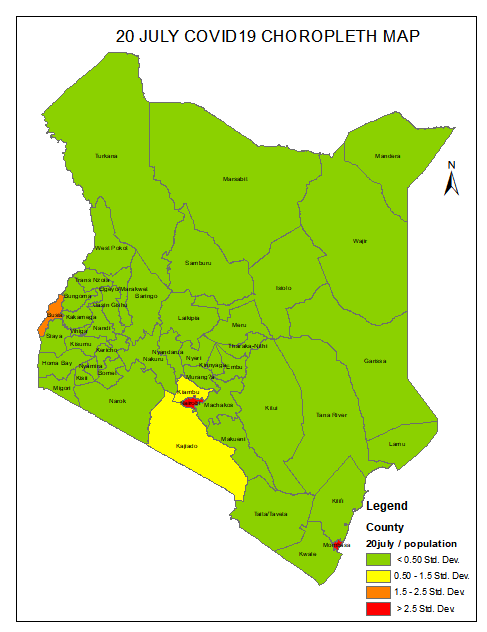 20 JULY COVID19 CHOROPLETH MAP
N
Turkana
Mandera
Marsabit
Wajir
West Pokot
Samburu
Isiolo
Trans Nzoia
Elgeyo/Marakwet
Baringo
Bungoma
Uasin Gishu
Busia
Kakamega
Laikipia
Meru
Vihiga
Nandi
Siaya
Kisumu
Kericho
Nyandarua
Tharaka-Nithi
Homa Bay
Nyamira
Nakuru
Nyeri
Kirinyaga
Embu
Garissa
Kisii
Bomet
Murang'a
Migori
Narok
Kiambu
Machakos
Kitui
Tana River
Makueni
Kajiado
Lamu
Taita/Taveta
Kilifi
Mombasa
Kwale
Legend
County
20july / population
< 0.50 Std. Dev.
0.50 - 1.5 Std. Dev.
1.5 - 2.5 Std. Dev.
> 2.5 Std. Dev.